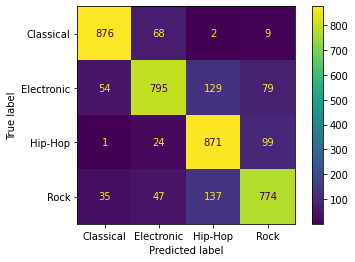 True label
Classical 876 68 2 9
Electronic 54 795 129 79
Hip-Hop 1 24 871 99
Rock 35 47 137 774
Classical Electronic Hip-Hop Rock
Predicted label
800
700
600
500
400
300
200
100